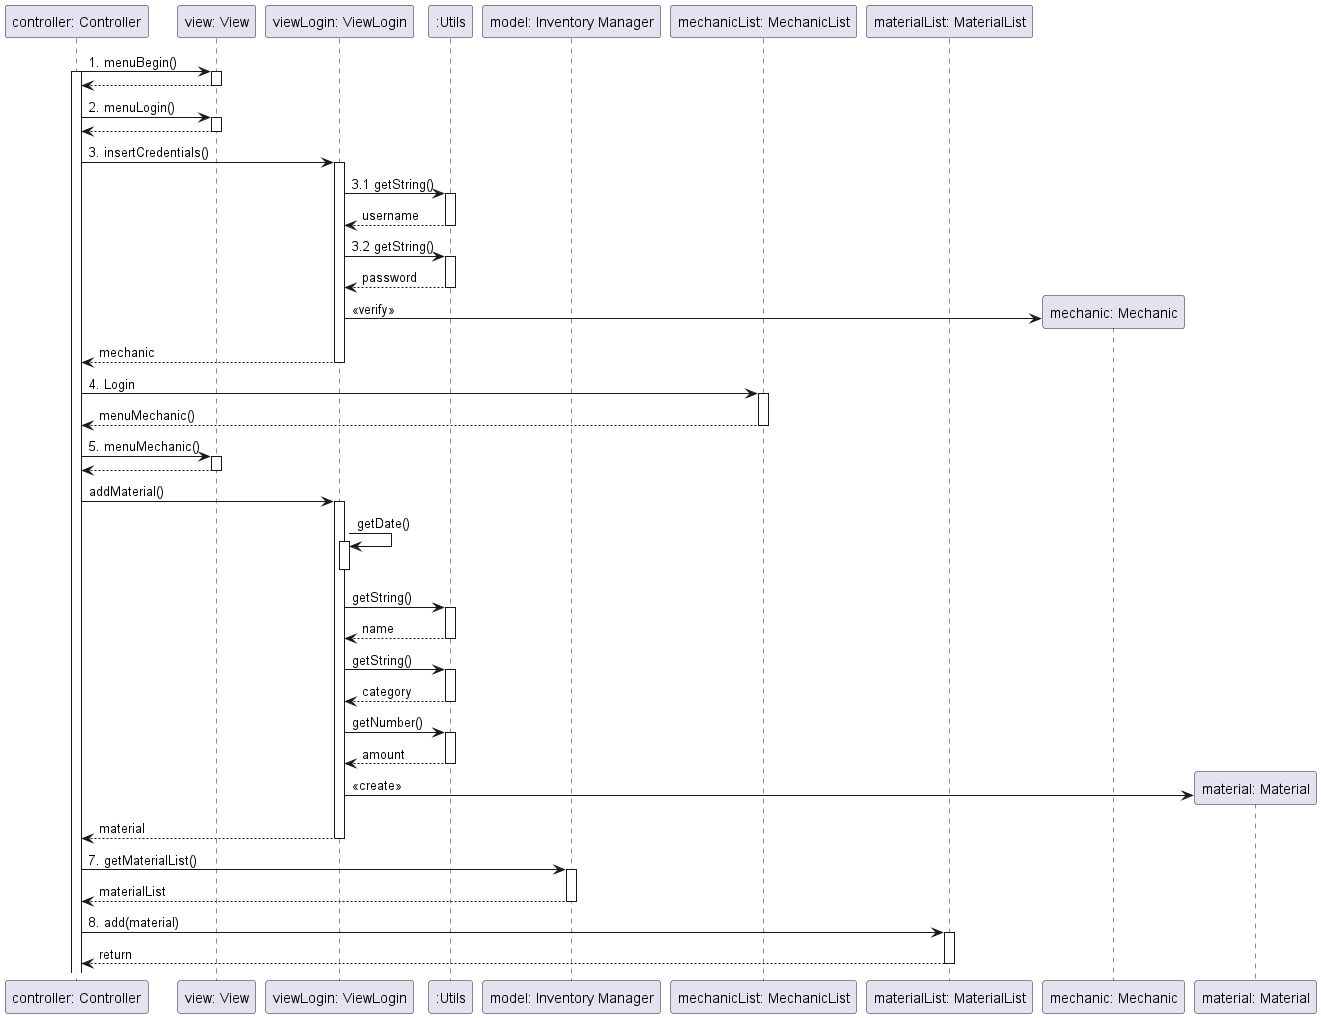 controller: Controller
view: View
viewLogin: ViewLogin
:Utils
model: Inventory Manager
mechanicList: MechanicList
materialList: MaterialList
1. menuBegin()
2. menuLogin()
3. insertCredentials()
3.1 getString()
username
3.2 getString()
password
«verify»
mechanic: Mechanic
mechanic
4. Login
menuMechanic()
5. menuMechanic()
addMaterial()
getDate()
getString()
name
getString()
category
getNumber()
amount
«create»
material: Material
material
7. getMaterialList()
materialList
8. add(material)
return
controller: Controller
view: View
viewLogin: ViewLogin
:Utils
model: Inventory Manager
mechanicList: MechanicList
materialList: MaterialList
mechanic: Mechanic
material: Material